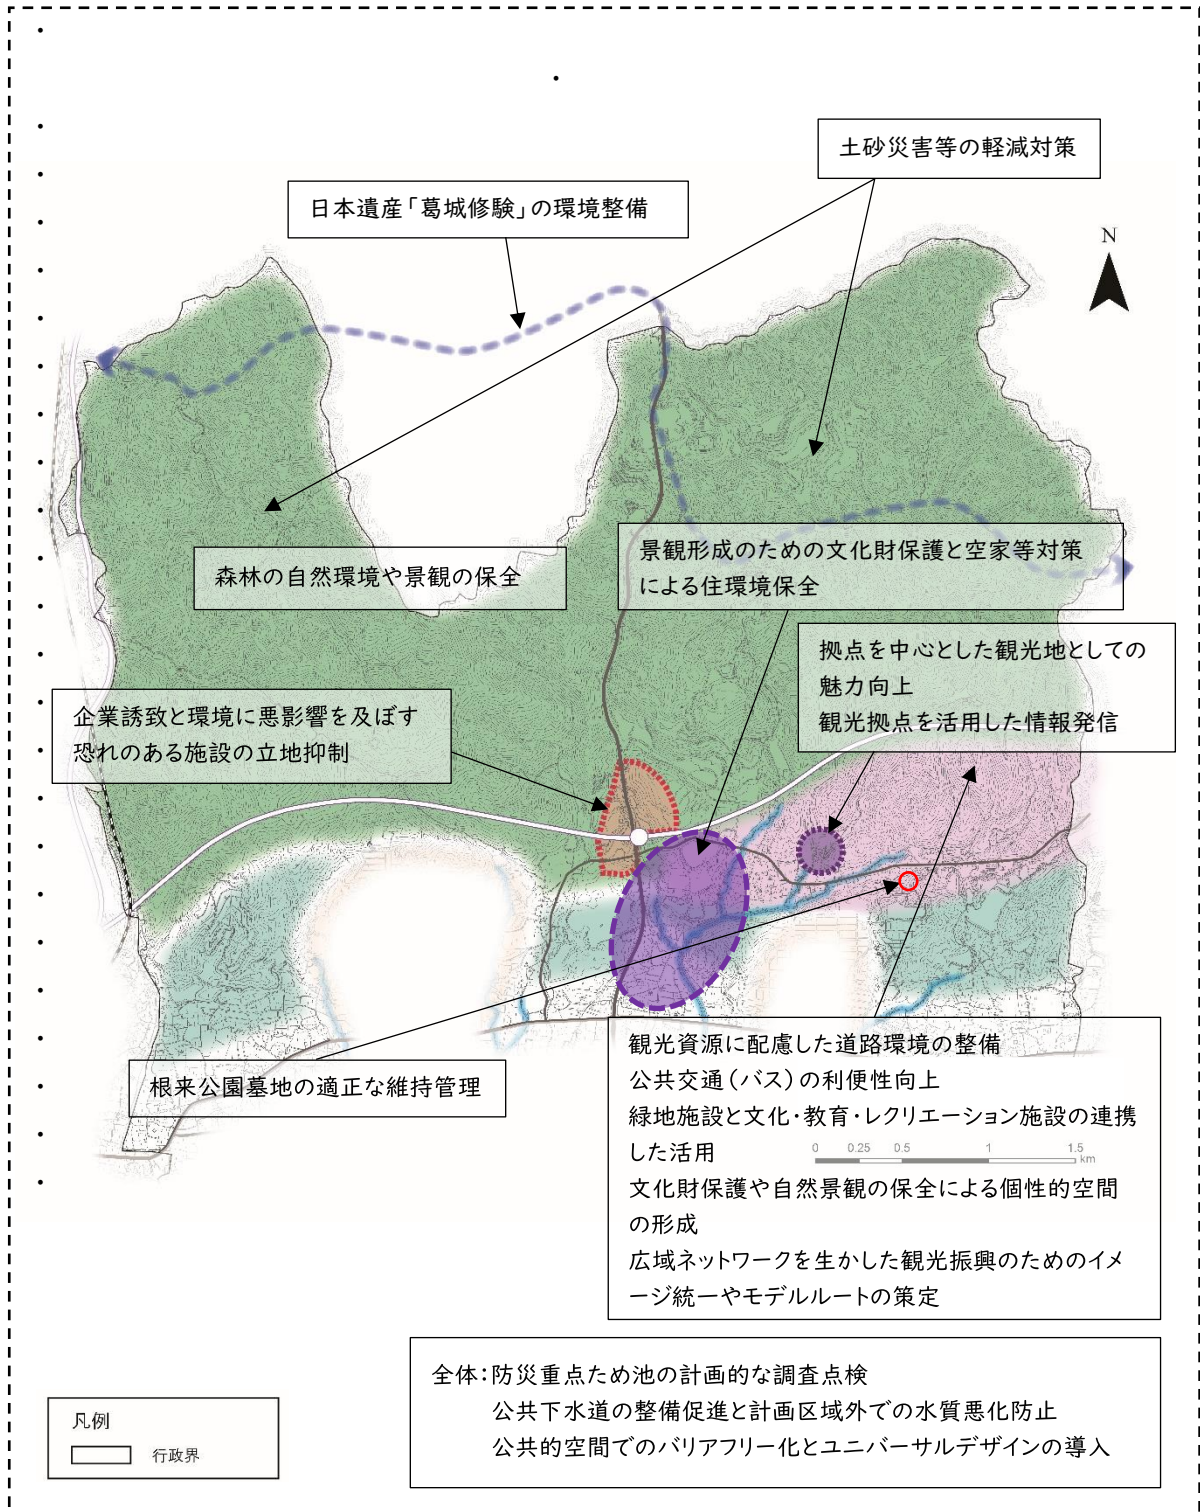 土砂災害等の軽減対策
日本遺産「葛城修験」の環境整備
N
景観形成のための文化財保護と空家等対策
による住環境保全
森林の自然環境や景観の保全
拠点を中心とした観光地としての
魅力向上
観光拠点を活用した情報発信
企業誘致と環境に悪影響を及ぼす
恐れのある施設の立地抑制
観光資源に配慮した道路環境の整備
公共交通(バス)の利便性向上
緑地施設と文化・教育・レクリエーション施設の連携
した活用
文化財保護や自然景観の保全による個性的空間
の形成
広域ネットワークを生かした観光振興のためのイメ
ージ統一やモデルルートの策定
0 0.25 0.5 1 1.5
km
根来公園墓地の適正な維持管理
全体:防災重点ため池の計画的な調査点検
公共下水道の整備促進と計画区域外での水質悪化防止
公共的空間でのバリアフリー化とユニバーサルデザインの導入
凡例
行政界